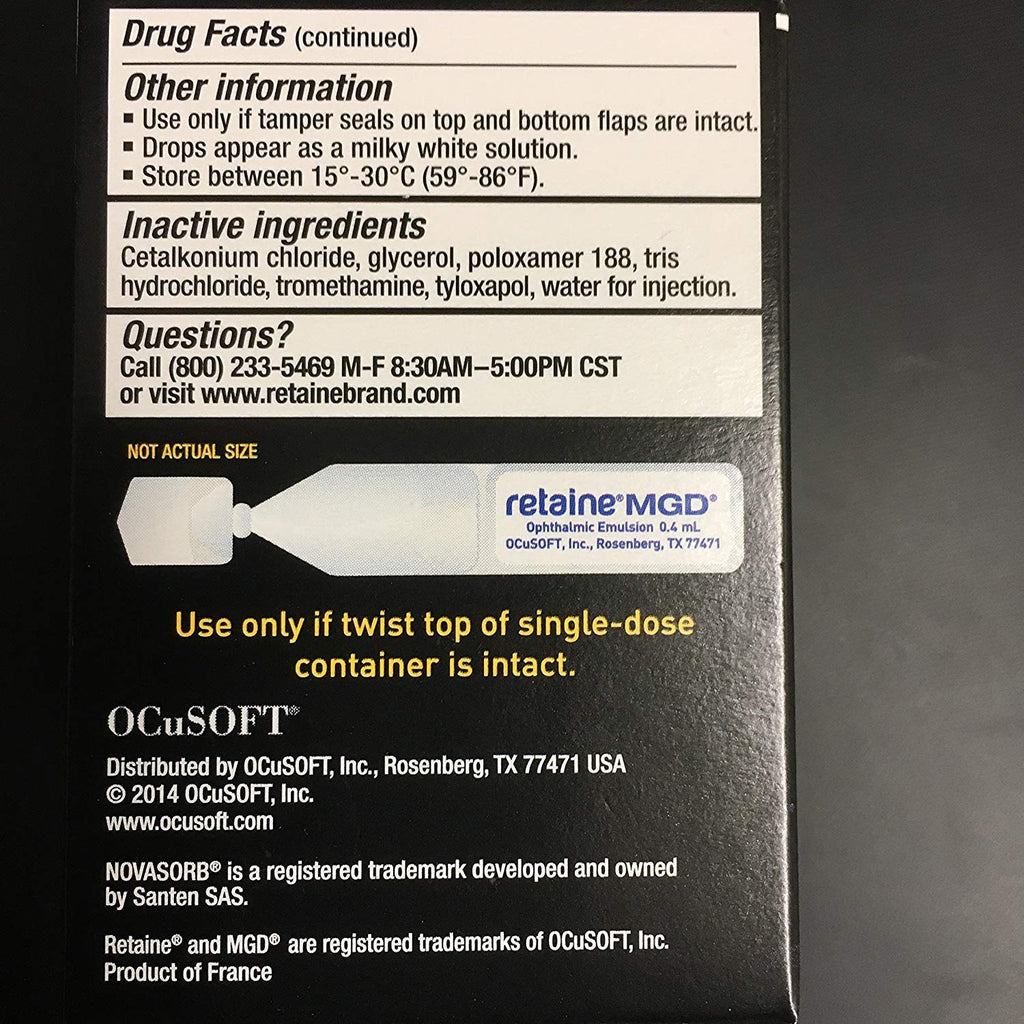 Drug Facts (continued)
Other information
▪ Use only if tamper seals on top and bottom flaps are intact.
▪ Drops appear as a milky white solution.
▪ Store between 15°-30°C (59°-86°F).
Inactive ingredients
Cetalkonium chloride, glycerol, poloxamer 188, tris
hydrochloride, tromethamine, tyloxapol, water for injection.
Questions?
Call (800) 233-5469 M-F 8:30AM–5:00PM CST
or visit www.retainebrand.com
NOT ACTUAL SIZE
retaine® MGD®
Ophthalmic Emulsion 0.4 mL
OCuSOFT, Inc., Rosenberg, TX 77471
Use only if twist top of single-dose
container is intact.
OCuSOFT®
Distributed by OCuSOFT, Inc., Rosenberg, TX 77471 USA
© 2014 OCuSOFT, Inc.
www.ocusoft.com
NOVASORB® is a registered trademark developed and owned
by Santen SAS.
Retaine® and MGD® are registered trademarks of OCuSOFT, Inc.
Product of France